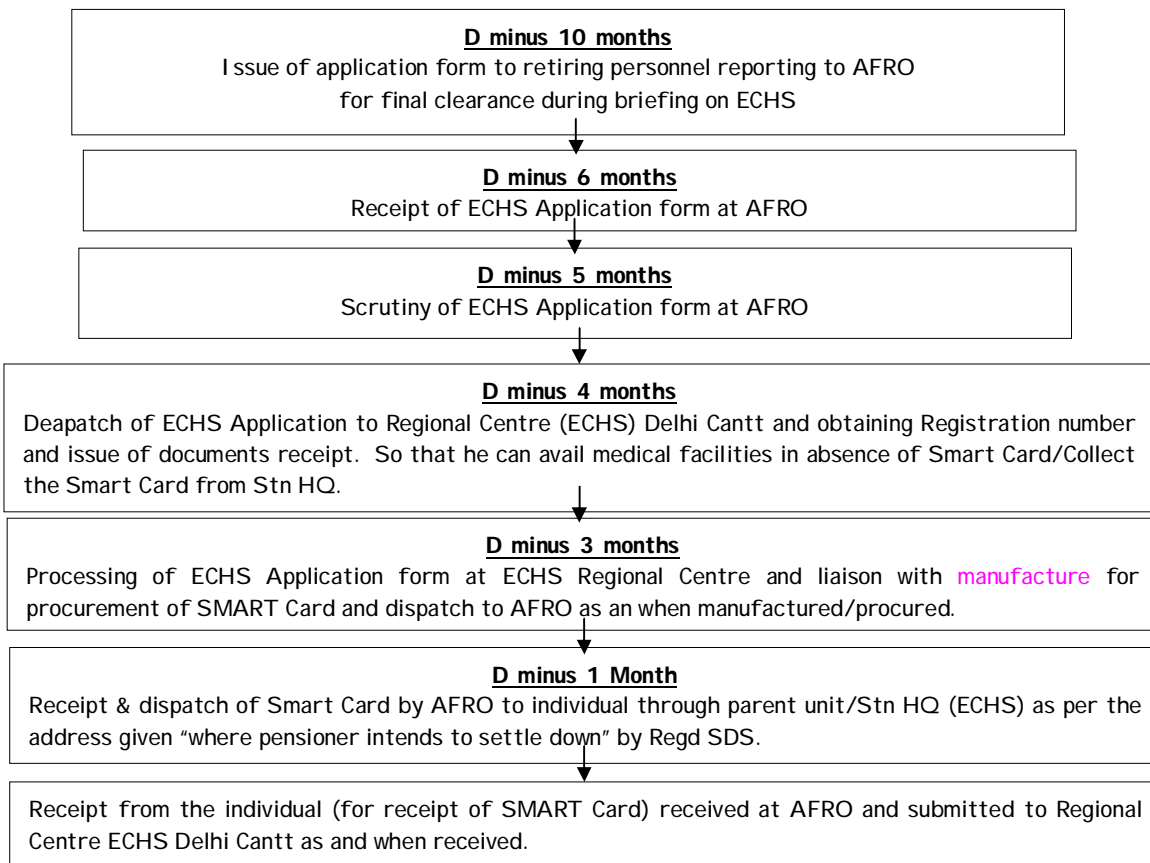 D minus 10 months
Issue of application form to retiring personnel reporting to AFRO
for final clearance during briefing on ECHS
D minus 6 months
Receipt of ECHS Application form at AFRO
D minus 5 months
Scrutiny of ECHS Application form at AFRO
D minus 4 months
Deapatch of ECHS Application to Regional Centre (ECHS) Delhi Cantt and obtaining Registration number
and issue of documents receipt. So that he can avail medical facilities in absence of Smart Card/Collect
the Smart Card from Stn HQ.
D minus 3 months
Processing of ECHS Application form at ECHS Regional Centre and liaison with manufacture for
procurement of SMART Card and dispatch to AFRO as an when manufactured/procured.
D minus 1 Month
Receipt & dispatch of Smart Card by AFRO to individual through parent unit/Stn HQ (ECHS) as per the
address given “where pensioner intends to settle down” by Regd SDS.
Receipt from the individual (for receipt of SMART Card) received at AFRO and submitted to Regional
Centre ECHS Delhi Cantt as and when received.